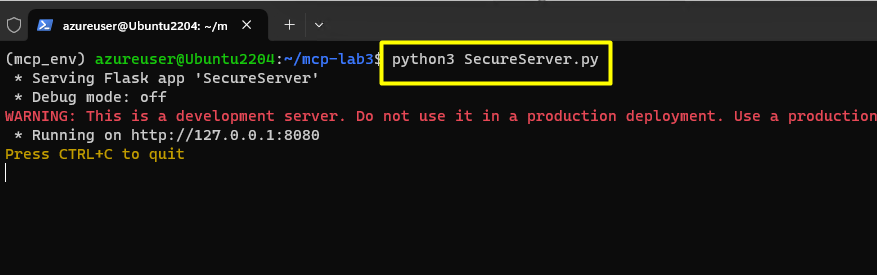 azureuser@Ubuntu2204: ~/m
(mcp_env) azureuser@Ubuntu2204:~/mcp-lab3$ python3 SecureServer.py
 * Serving Flask app 'SecureServer'
 * Debug mode: off
WARNING: This is a development server. Do not use it in a production deployment. Use a production
 * Running on http://127.0.0.1:8080
Press CTRL+C to quit